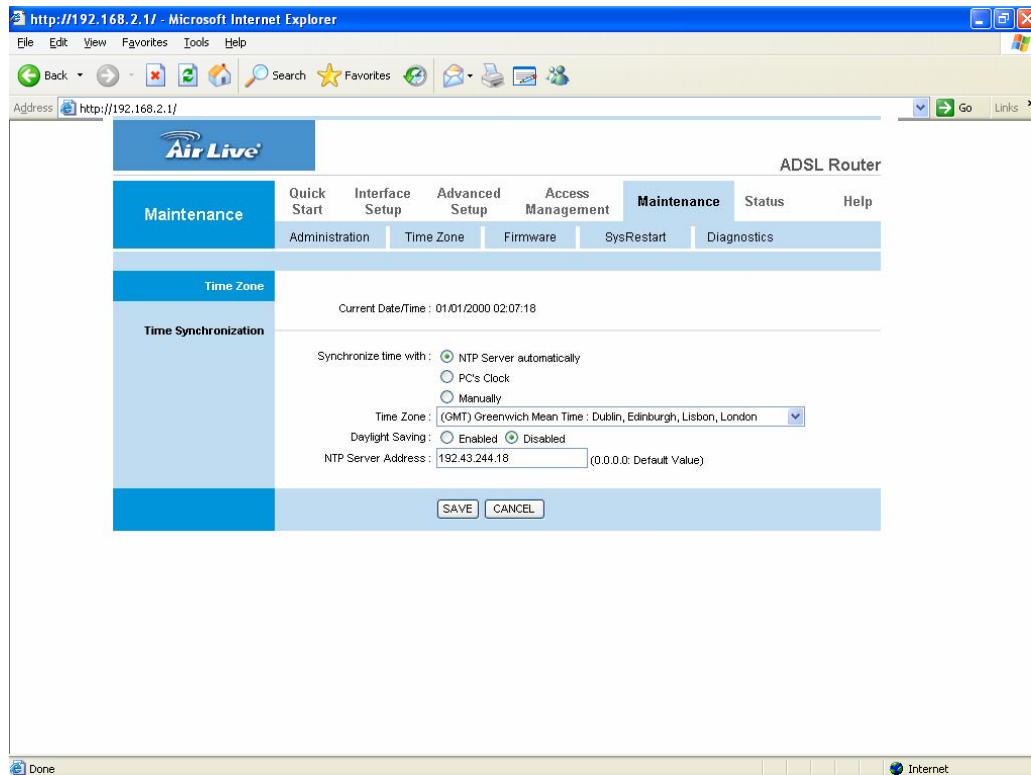 http://192.168.2.1/ - Microsoft Internet Explorer
File Edit View Favorites Tools Help
Back Search Favorites
Address http://192.168.2.1/ Go Links
Air Live
ADSL Router
Maintenance
Quick Start Interface Setup Advanced Setup Access Management Maintenance Status Help
Administration Time Zone Firmware SysRestart Diagnostics
Time Zone
Current Date/Time : 01/01/2000 02:07:18
Time Synchronization
Synchronize time with : NTP Server automatically
PC's Clock
Manually
Time Zone : (GMT) Greenwich Mean Time : Dublin, Edinburgh, Lisbon, London
Daylight Saving : Enabled Disabled
NTP Server Address : 192.43.244.18 (0.0.0.0: Default Value)
SAVE CANCEL
Done Internet